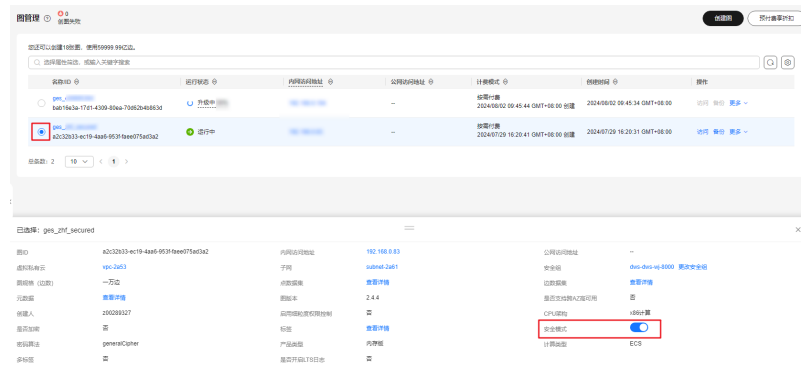 图管理 0 创图失败 创建图 预付费享折扣
您还可以创建18张图，使用59999.99亿边。
选择属性筛选，或输入关键字搜索
名称/ID 运行状态 内网访问地址 公网访问地址 计费模式 创建时间 操作
升级中 -- 按需付费 2024/08/02 09:45:44 GMT+08:00 创建 2024/08/02 09:45:34 GMT+08:00 访问 备份 更多
bab16e3a-17d1-4309-80ea-70d62b4b863d
运行中 -- 按需付费 2024/07/29 16:20:41 GMT+08:00 创建 2024/07/29 16:20:31 GMT+08:00 访问 备份 更多
a2c32b33-ec19-4aa6-953f-faee075ad3a2
总条数: 2 10 < 1 >
已选择: ges_zhf_secured
图ID a2c32b33-ec19-4aa6-953f-faee075ad3a2 内网访问地址 192.168.0.83 公网访问地址 --
虚拟私有云 vpc-2a53 子网 subnet-2a61 安全组 dws-dws-wj-8000 更改安全组
图规格 (边数) 一万边 点数据集 查看详情 边数据集 查看详情
元数据 查看详情 图版本 2.4.4 是否支持跨AZ高可用 否
创建人 z00289327 启用细粒度权限控制 否 CPU架构 x86计算
是否加密 否 标签 查看详情 安全模式
密码算法 generalCipher 产品类型 内存版 计算类型 ECS
多标签 否 是否开启LTS日志 否